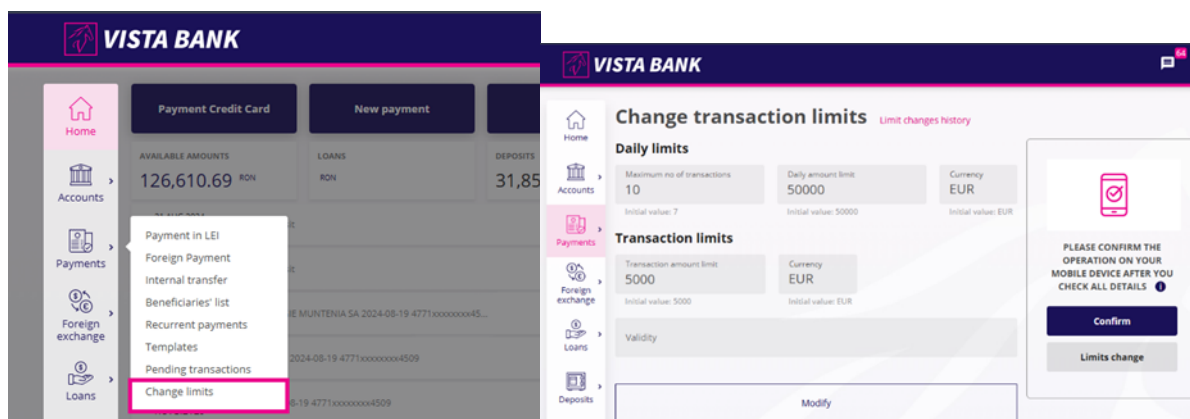 VISTA BANK
Home
Accounts
Payments
Foreign
exchange
Loans
Payment Credit Card
New payment
AVAILABLE AMOUNTS
126,610.69 RON
LOANS
RON
DEPOSITS
31,85
Payment in LEI
Foreign Payment
Internal transfer
Beneficiaries' list
Recurrent payments
Templates
Pending transactions
Change limits
IE MUNTENIA SA 2024-08-19 4771xxxxxxxx45...
2024-08-19 4771xxxxxxxx4509
8-19 4771xxxxxxxx4509
VISTA BANK
64
Home
Accounts
Payments
Foreign
exchange
Loans
Deposits
Change transaction limits Limit changes history
Daily limits
Maximum no of transactions
10
Initial value: 7
Daily amount limit
50000
Initial value: 50000
Currency
EUR
Initial value: EUR
Transaction limits
Transaction amount limit
5000
Initial value: 5000
Currency
EUR
Initial value: EUR
Validity
Modify
PLEASE CONFIRM THE
OPERATION ON YOUR
MOBILE DEVICE AFTER YOU
CHECK ALL DETAILS
Confirm
Limits change